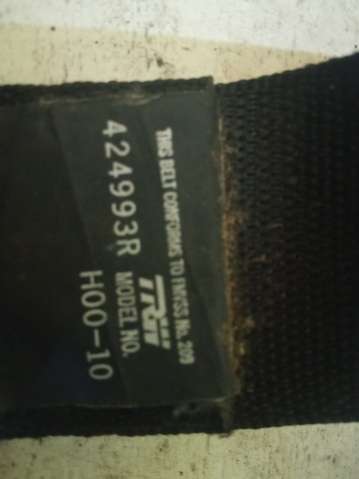 THIS BELT CONFORMS TO FMVSS No. 209
TRW
424993R MODEL NO. H00-10